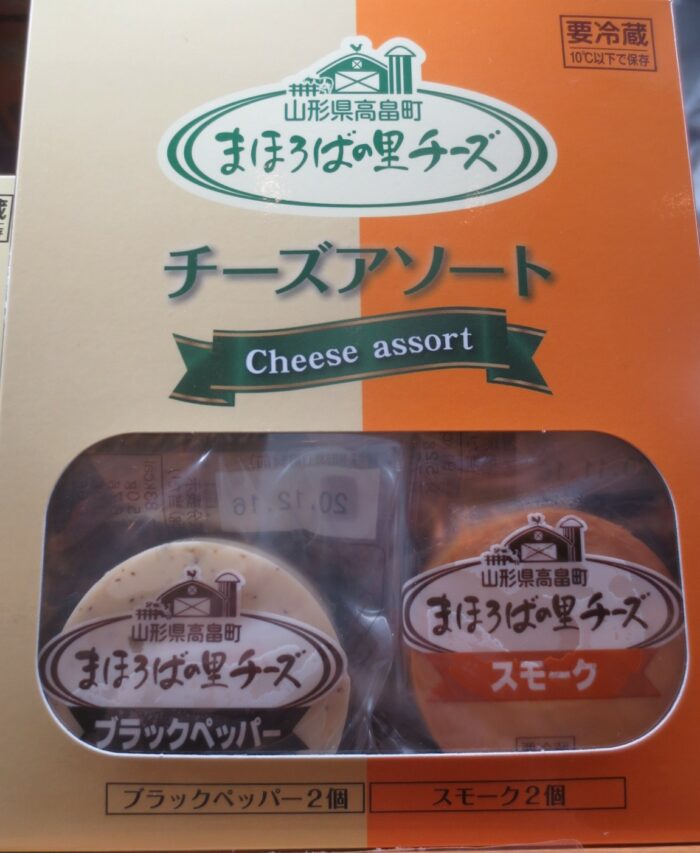 要冷蔵
10℃以下で保存
山形県高畠町
まほろばの里チーズ
チーズアソート
Cheese assort
20.12.16
山形県高畠町
まほろばの里チーズ
ブラックペッパー
山形県高畠町
まほろばの里チーズ
スモーク
ブラックペッパー2個
スモーク2個